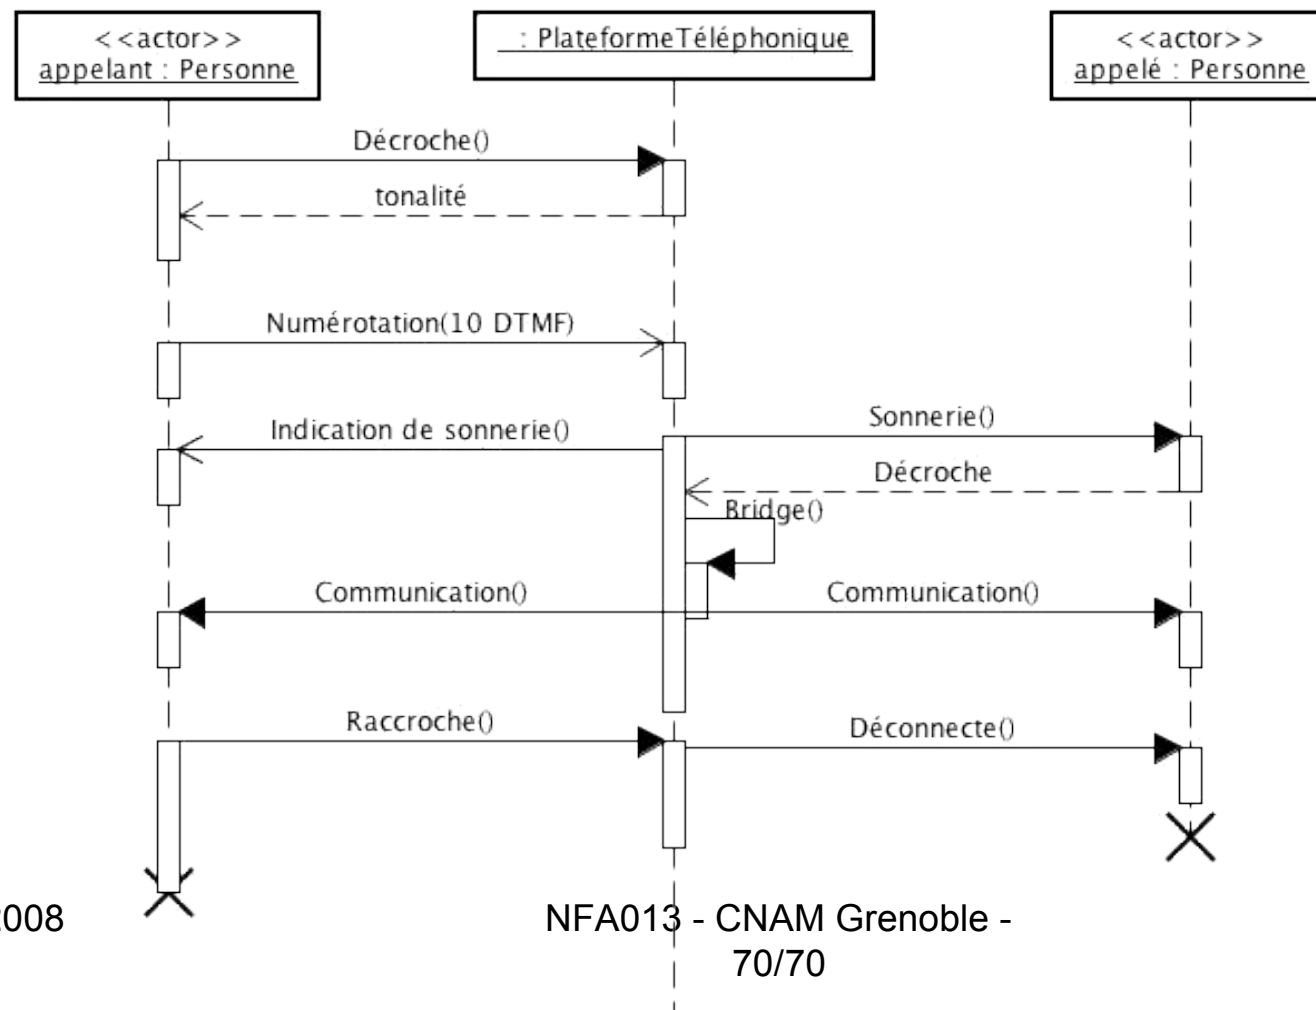 <<actor>>
appelant : Personne
: PlateformeTéléphonique
<<actor>>
appelé : Personne
Décroche()
tonalité
Numérotation(10 DTMF)
Indication de sonnerie()
Sonnerie()
Décroche
Bridge()
Communication()
Communication()
Raccroche()
Déconnecte()
2008
NFA013 - CNAM Grenoble -
70/70